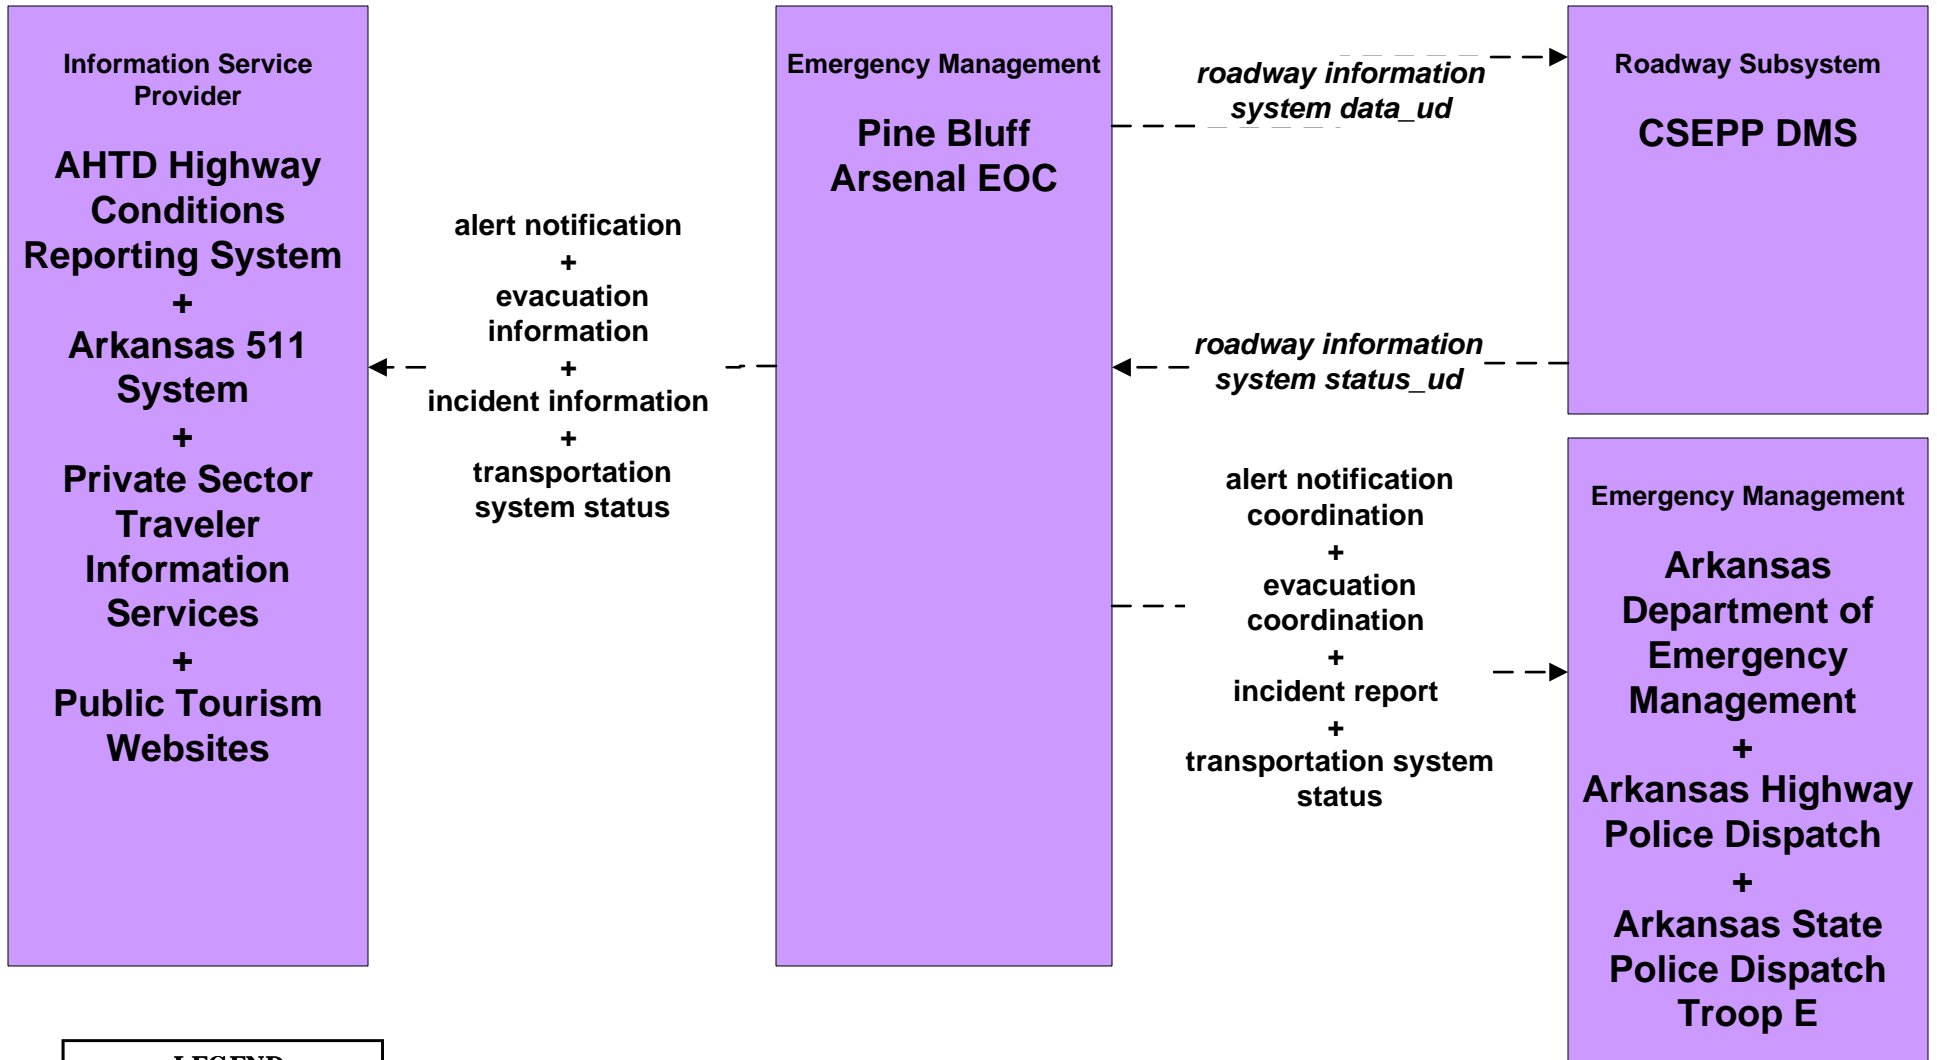 Information Service
Provider
AHTD Highway
Conditions
Reporting System
+
Arkansas 511
System
+
Private Sector
Traveler
Information
Services
+
Public Tourism
Websites
alert notification
+
evacuation
information
+
incident information
+
transportation
system status
Emergency Management
Pine Bluff
Arsenal EOC
roadway information
system data_ud
roadway information
system status_ud
alert notification
coordination
+
evacuation
coordination
+
incident report
+
transportation system
status
Roadway Subsystem
CSEPP DMS
Emergency Management
Arkansas
Department of
Emergency
Management
+
Arkansas Highway
Police Dispatch
+
Arkansas State
Police Dispatch
Troop E
LEGEND